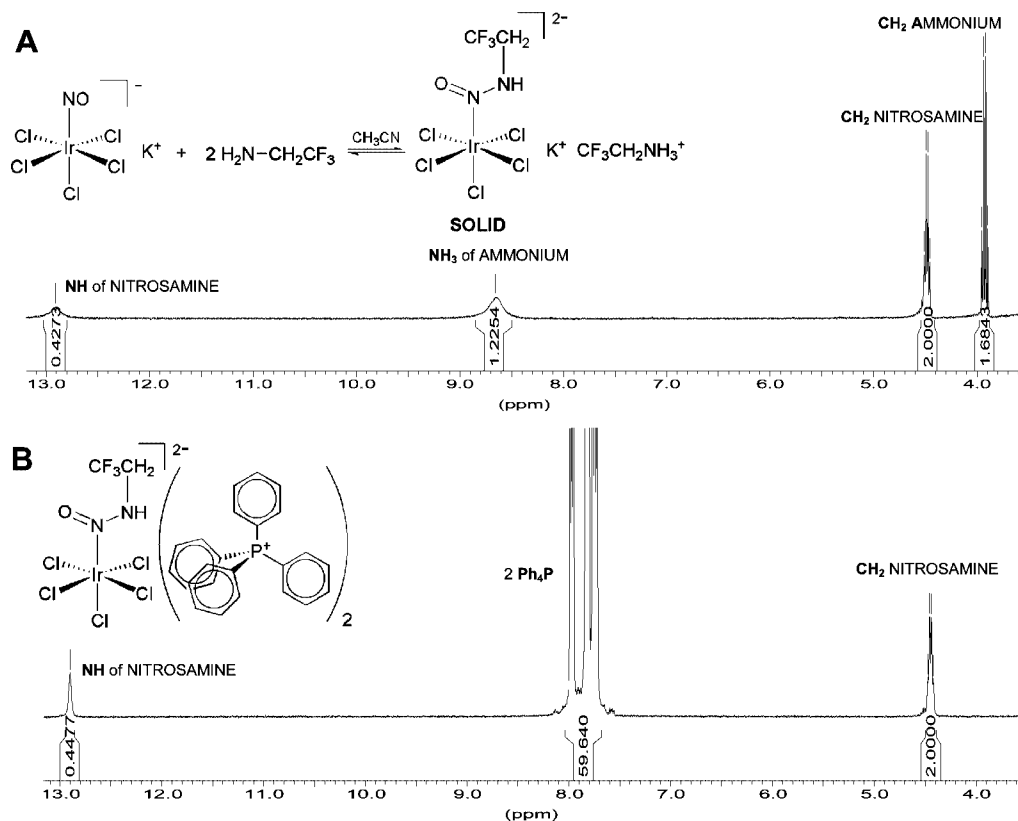 A
NO
−
Cl Cl
Ir
Cl Cl
Cl
K⁺ + 2 H₂N−CH₂CF₃
CH₃CN
2−
CF₃CH₂
NH
O=N
Cl Cl
Ir
Cl Cl
Cl
K⁺ CF₃CH₂NH₃⁺
SOLID
CH₂ AMMONIUM
CH₂ NITROSAMINE
NH₃ of AMMONIUM
NH of NITROSAMINE
0.4273 1.2254 2.0000 1.6843
13.0 12.0 11.0 10.0 9.0 8.0 7.0 6.0 5.0 4.0
(ppm)
B
2−
CF₃CH₂
NH
O=N
Cl Cl
Ir
Cl Cl
Cl
P⁺
2
2 Ph₄P
CH₂ NITROSAMINE
NH of NITROSAMINE
0.4477 59.640 2.0000
13.0 12.0 11.0 10.0 9.0 8.0 7.0 6.0 5.0 4.0
(ppm)